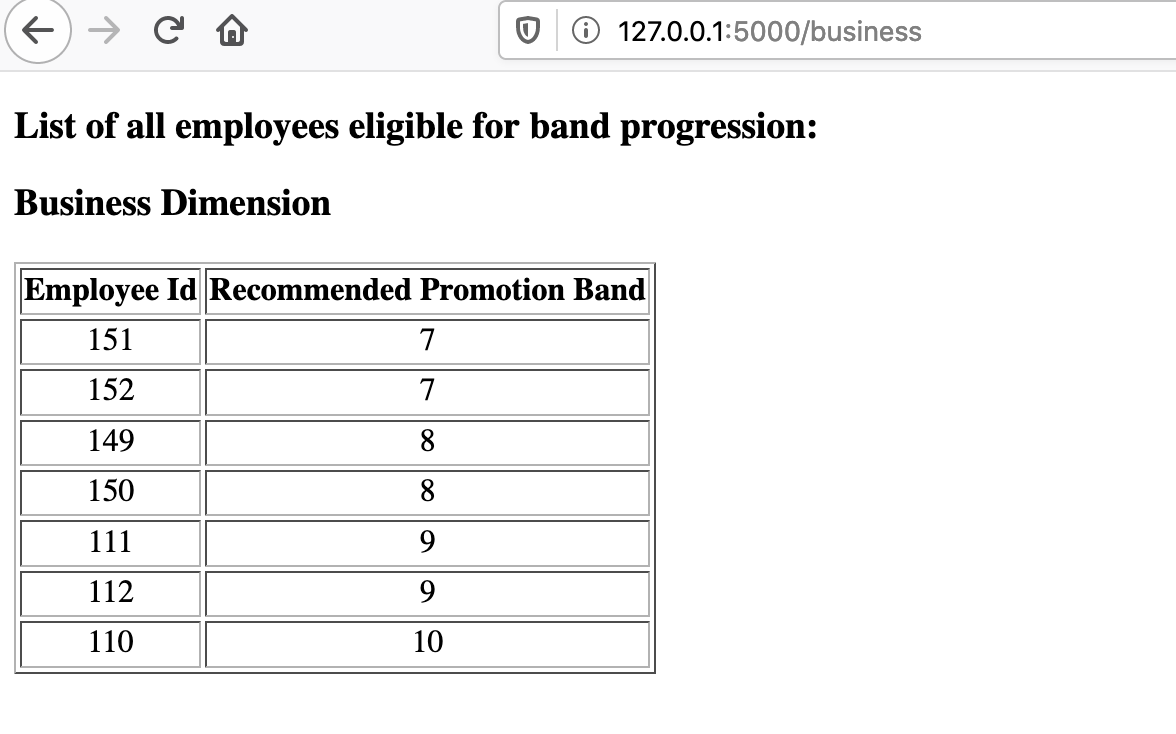 127.0.0.1:5000/business
List of all employees eligible for band progression:
Business Dimension
Employee Id Recommended Promotion Band
151 7
152 7
149 8
150 8
111 9
112 9
110 10